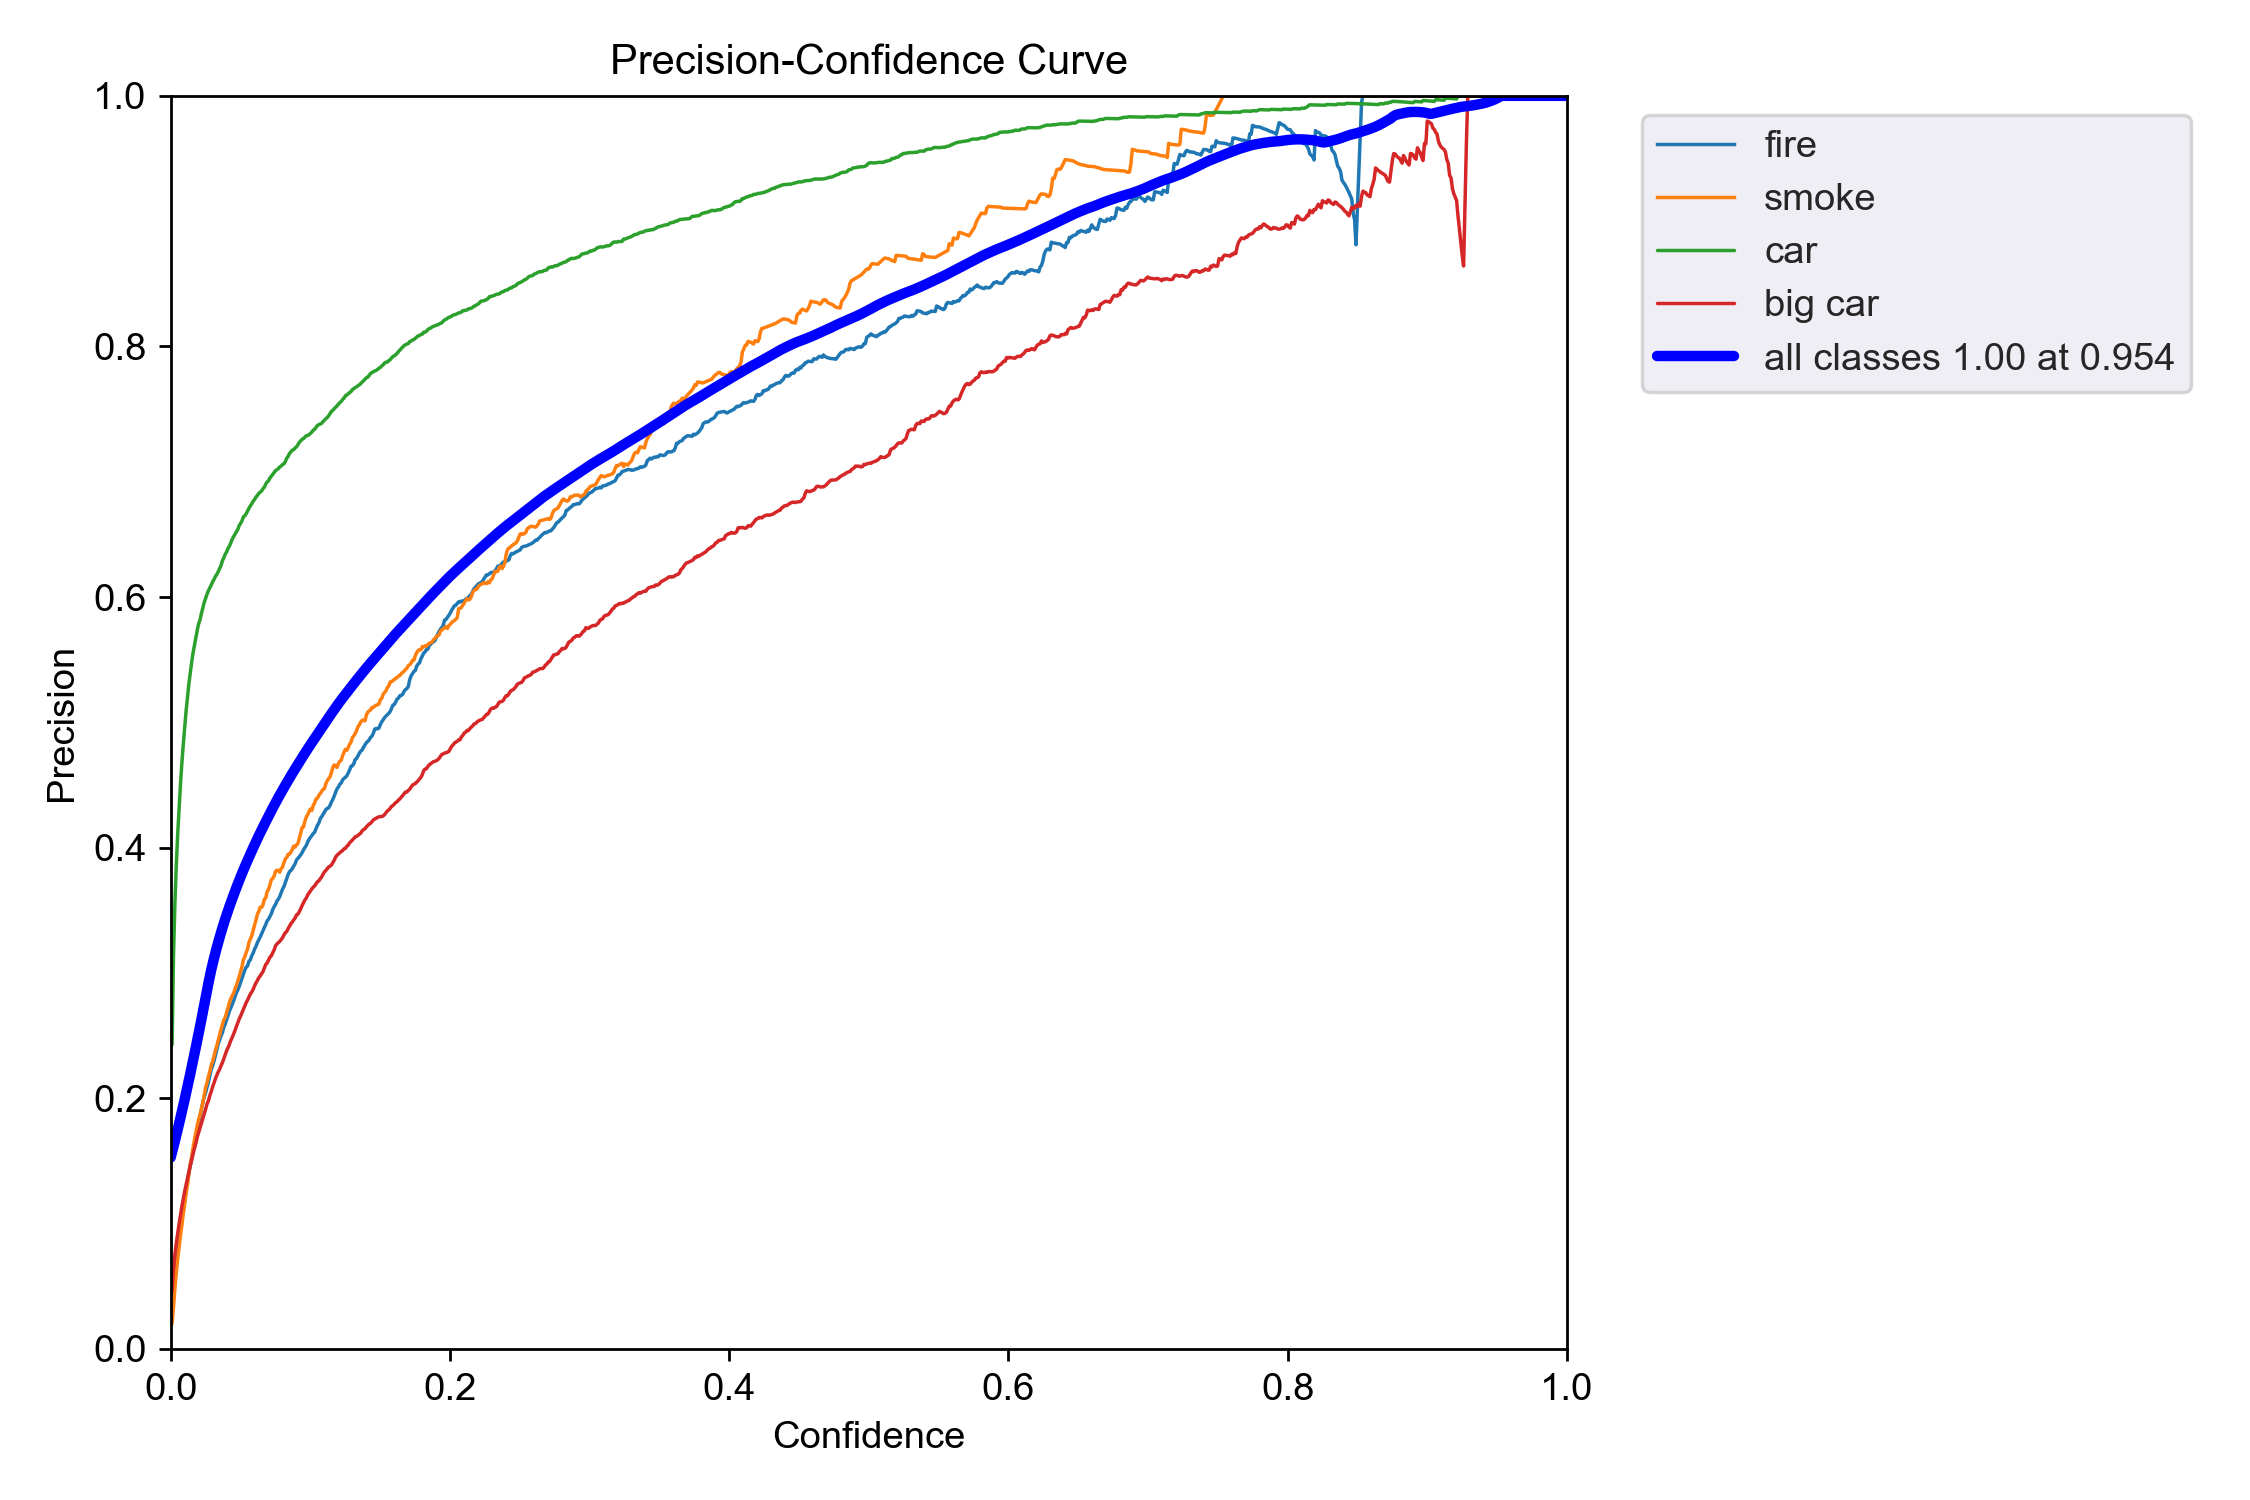 Precision-Confidence Curve
1.0
0.8
0.6
0.4
0.2
0.0
Precision
0.0 0.2 0.4 0.6 0.8 1.0
Confidence
fire
smoke
car
big car
all classes 1.00 at 0.954